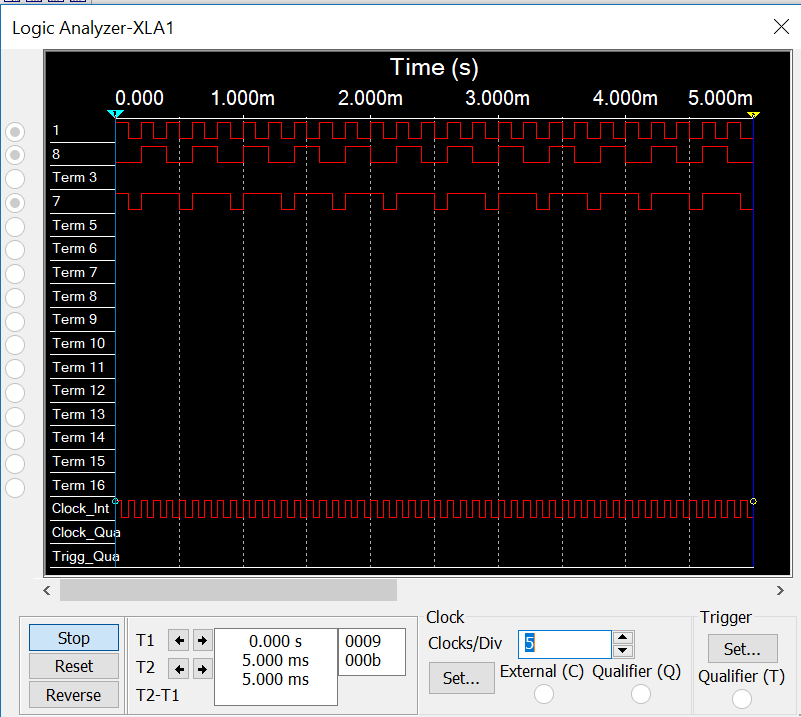 Logic Analyzer-XLA1
Time (s)
0.000 1.000m 2.000m 3.000m 4.000m 5.000m
1
8
Term 3
7
Term 5
Term 6
Term 7
Term 8
Term 9
Term 10
Term 11
Term 12
Term 13
Term 14
Term 15
Term 16
Clock_Int
Clock_Qua
Trigg_Qua
Stop
Reset
Reverse
T1
T2
T2-T1
0.000 s
5.000 ms
5.000 ms
0009
000b
Clock
Clocks/Div 5
Set...
External (C) Qualifier (Q)
Trigger
Set...
Qualifier (T)